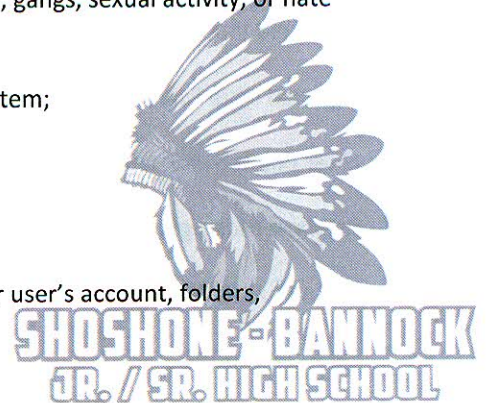 , gangs, sexual activity, or hate
tem;
r user's account, folders,
SHOSHONE - BANNOCK
JR. / SR. HIGH SCHOOL